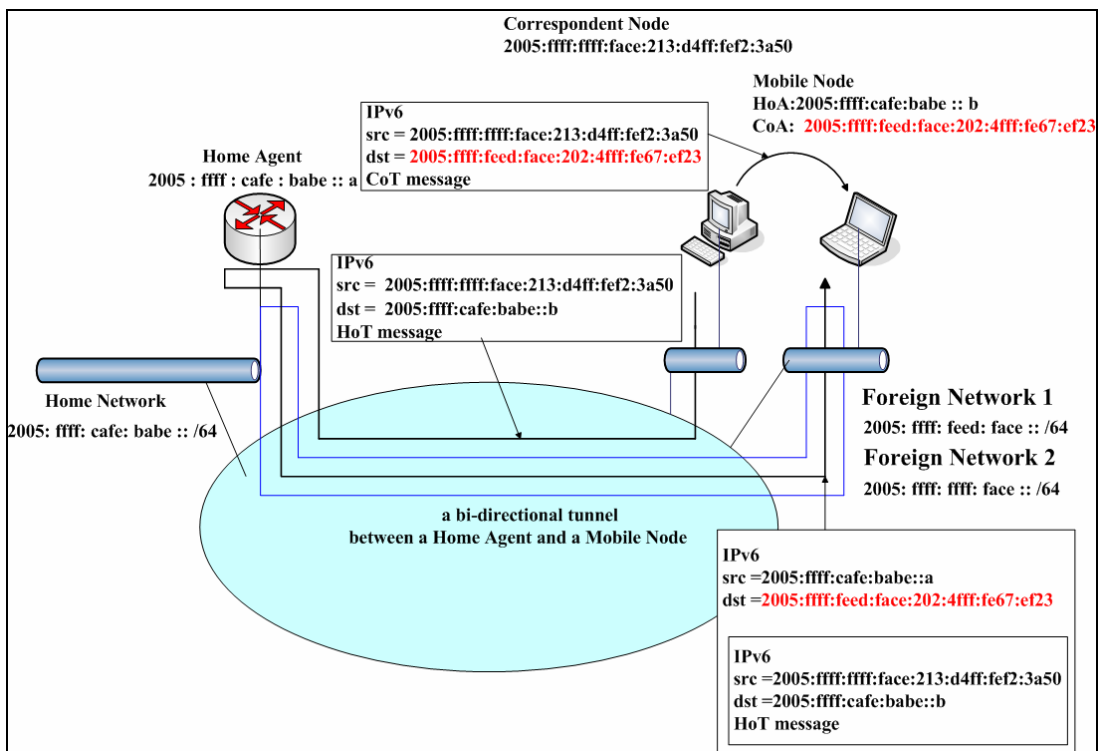 Correspondent Node
2005:ffff:ffff:face:213:d4ff:fef2:3a50
Mobile Node
HoA:2005:ffff:cafe:babe :: b
CoA: 2005:ffff:feed:face:202:4fff:fe67:ef23
IPv6
src = 2005:ffff:ffff:face:213:d4ff:fef2:3a50
dst = 2005:ffff:feed:face:202:4fff:fe67:ef23
CoT message
Home Agent
2005 : ffff : cafe : babe :: a
IPv6
src = 2005:ffff:ffff:face:213:d4ff:fef2:3a50
dst = 2005:ffff:cafe:babe::b
HoT message
Home Network
2005: ffff: cafe: babe :: /64
Foreign Network 1
2005: ffff: feed: face :: /64
Foreign Network 2
2005: ffff: ffff: face :: /64
a bi-directional tunnel
between a Home Agent and a Mobile Node
IPv6
src =2005:ffff:cafe:babe::a
dst =2005:ffff:feed:face:202:4fff:fe67:ef23
IPv6
src =2005:ffff:ffff:face:213:d4ff:fef2:3a50
dst =2005:ffff:cafe:babe::b
HoT message